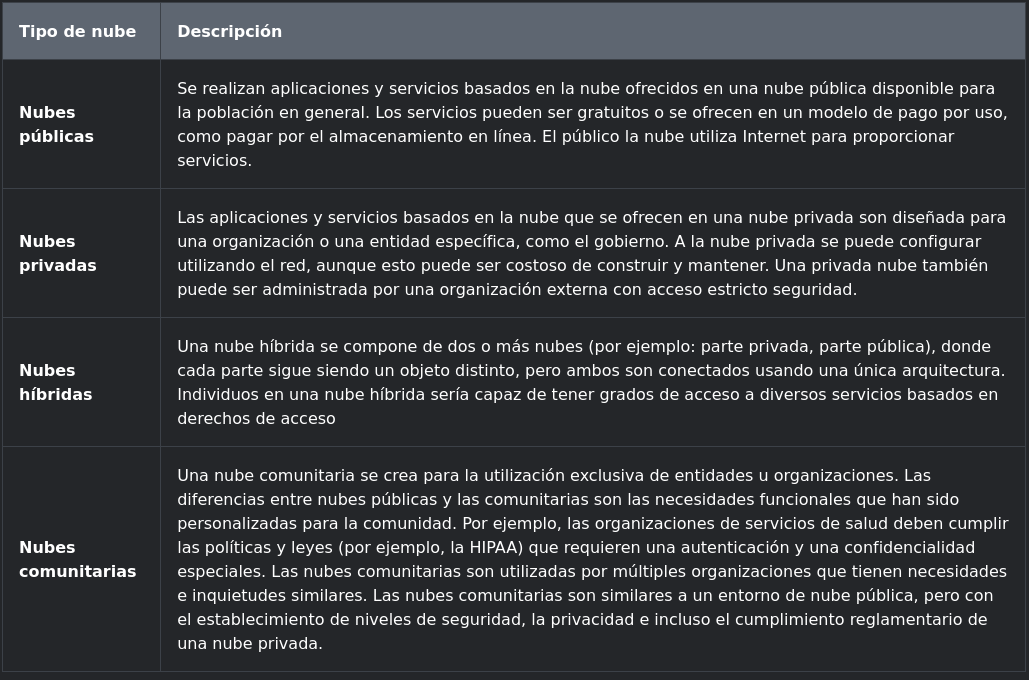 Tipo de nube
Descripción
Nubes
públicas
Se realizan aplicaciones y servicios basados en la nube ofrecidos en una nube pública disponible para
la población en general. Los servicios pueden ser gratuitos o se ofrecen en un modelo de pago por uso,
como pagar por el almacenamiento en línea. El público la nube utiliza Internet para proporcionar
servicios.
Nubes
privadas
Las aplicaciones y servicios basados en la nube que se ofrecen en una nube privada son diseñada para
una organización o una entidad específica, como el gobierno. A la nube privada se puede configurar
utilizando el red, aunque esto puede ser costoso de construir y mantener. Una privada nube también
puede ser administrada por una organización externa con acceso estricto seguridad.
Nubes
híbridas
Una nube híbrida se compone de dos o más nubes (por ejemplo: parte privada, parte pública), donde
cada parte sigue siendo un objeto distinto, pero ambos son conectados usando una única arquitectura.
Individuos en una nube híbrida sería capaz de tener grados de acceso a diversos servicios basados en
derechos de acceso
Nubes
comunitarias
Una nube comunitaria se crea para la utilización exclusiva de entidades u organizaciones. Las
diferencias entre nubes públicas y las comunitarias son las necesidades funcionales que han sido
personalizadas para la comunidad. Por ejemplo, las organizaciones de servicios de salud deben cumplir
las políticas y leyes (por ejemplo, la HIPAA) que requieren una autenticación y una confidencialidad
especiales. Las nubes comunitarias son utilizadas por múltiples organizaciones que tienen necesidades
e inquietudes similares. Las nubes comunitarias son similares a un entorno de nube pública, pero con
el establecimiento de niveles de seguridad, la privacidad e incluso el cumplimiento reglamentario de
una nube privada.